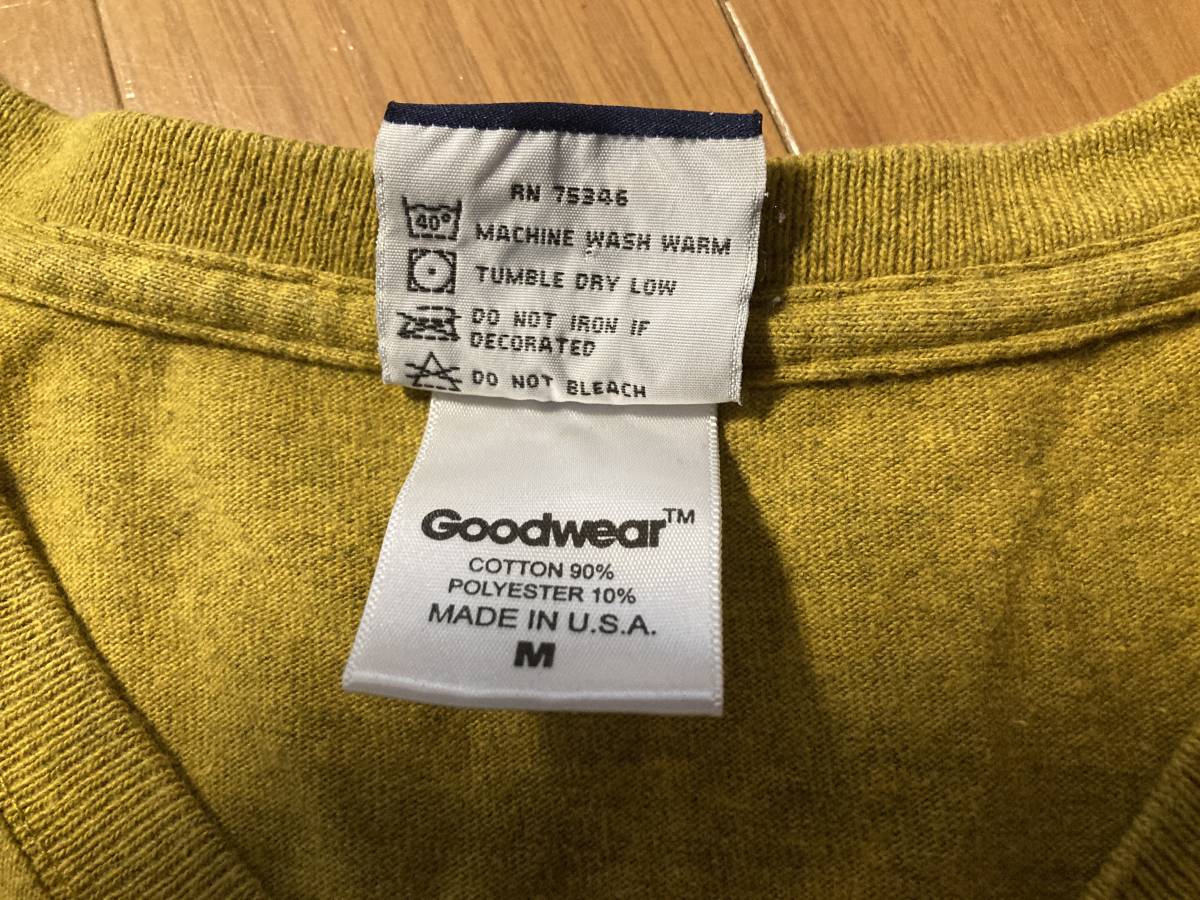 RN 75346
40°
MACHINE WASH WARM
TUMBLE DRY LOW
DO NOT IRON IF
DECORATED
DO NOT BLEACH
Goodwear™
COTTON 90%
POLYESTER 10%
MADE IN U.S.A.
M